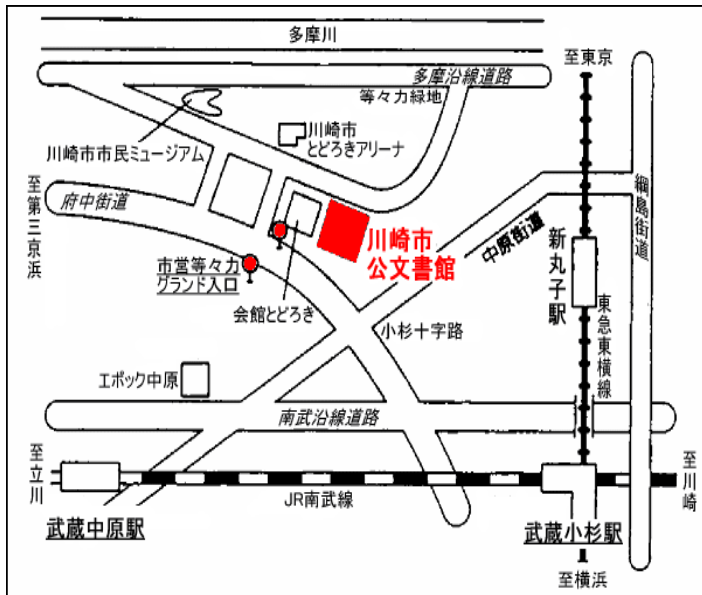 多摩川
多摩沿線道路
至東京
等々力緑地
川崎市
とどろきアリーナ
川崎市市民ミュージアム
至第三京浜
府中街道
綱島街道
中原街道
川崎市
公文書館
新丸子駅
市営等々力
グランド入口
会館とどろき
小杉十字路
東急東横線
エポック中原
南武沿線道路
至立川
至川崎
JR南武線
武蔵中原駅
武蔵小杉駅
至横浜